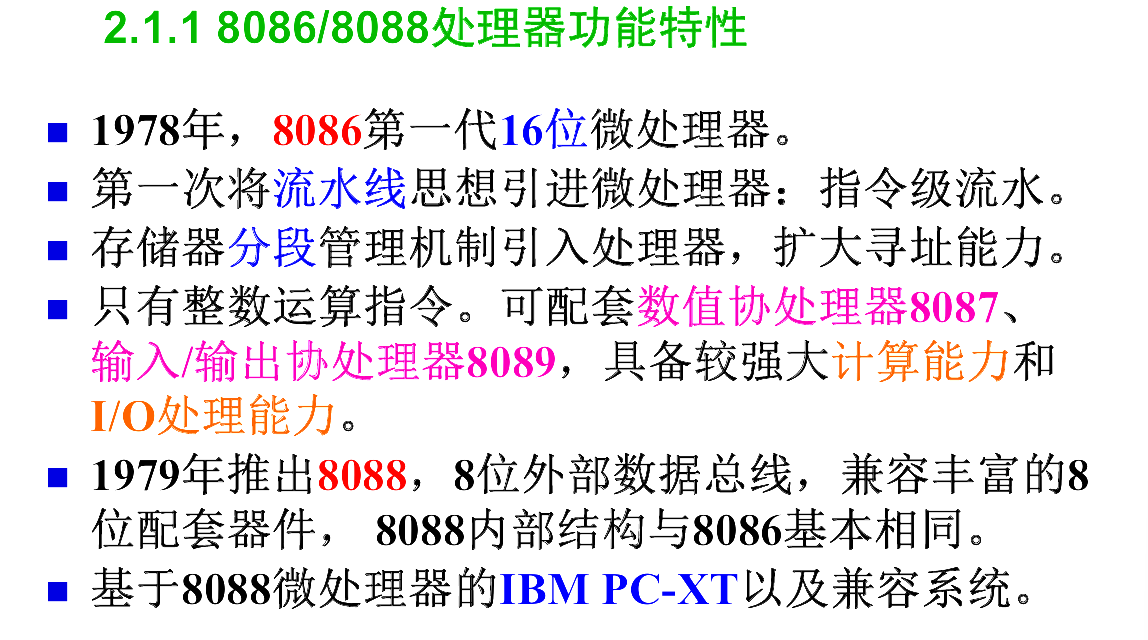 2.1.1 8086/8088处理器功能特性
■ 1978年，8086第一代16位微处理器。
■ 第一次将流水线思想引进微处理器：指令级流水。
■ 存储器分段管理机制引入处理器，扩大寻址能力。
■ 只有整数运算指令。可配套数值协处理器8087、
输入/输出协处理器8089，具备较强大计算能力和
I/O处理能力。
■ 1979年推出8088，8位外部数据总线，兼容丰富的8
位配套器件， 8088内部结构与8086基本相同。
■ 基于8088微处理器的IBM PC-XT以及兼容系统。